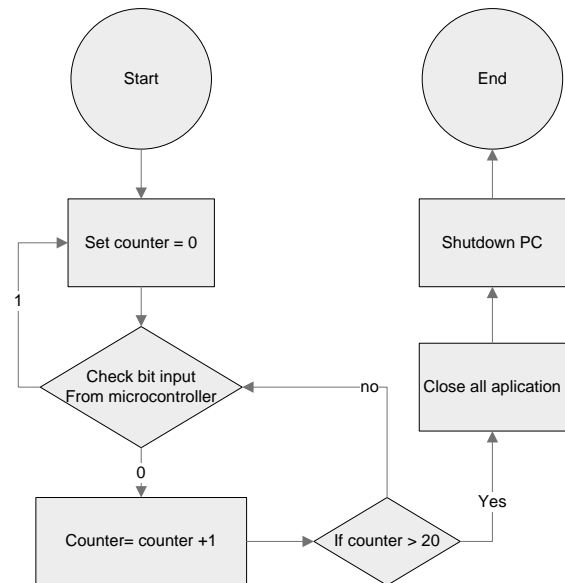 Start
End
Set counter = 0
Shutdown PC
1
Check bit input
From microcontroller
no
Close all aplication
0
Yes
Counter= counter +1
If counter > 20